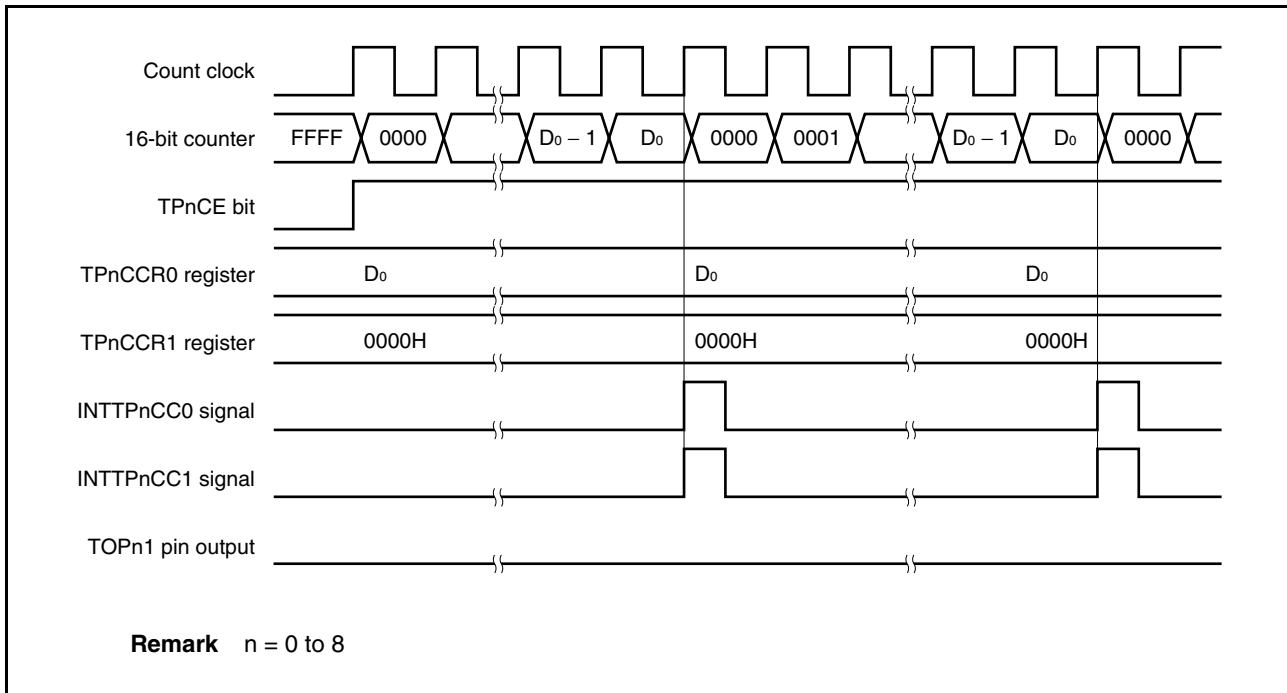 Count clock
16-bit counter FFFF 0000 D₀ − 1 D₀ 0000 0001 D₀ − 1 D₀ 0000
TPnCE bit
TPnCCR0 register D₀ D₀ D₀
TPnCCR1 register 0000H 0000H 0000H
INTTPnCC0 signal
INTTPnCC1 signal
TOPn1 pin output
Remark n = 0 to 8